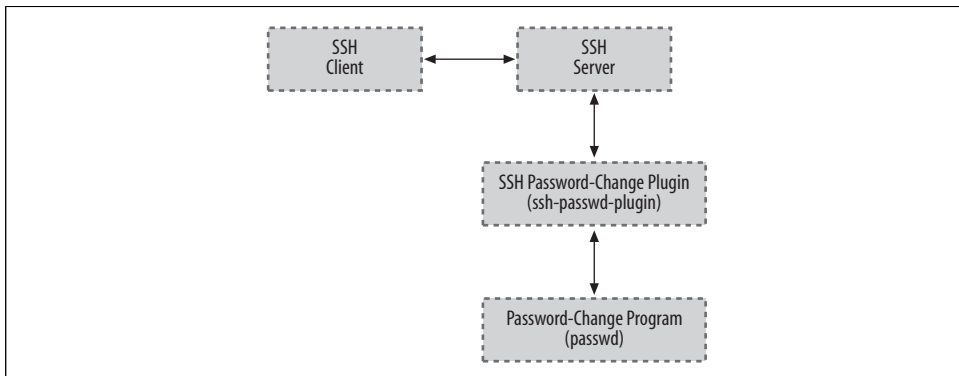 SSH
Client
SSH
Server
SSH Password-Change Plugin
(ssh-passwd-plugin)
Password-Change Program
(passwd)